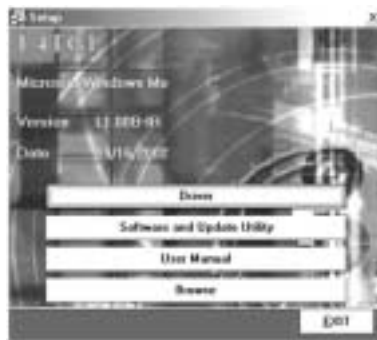 Setup
X
Microsoft Windows Me
Version
Date
Driver
Software and Update Utility
User Manual
Browse
EXIT